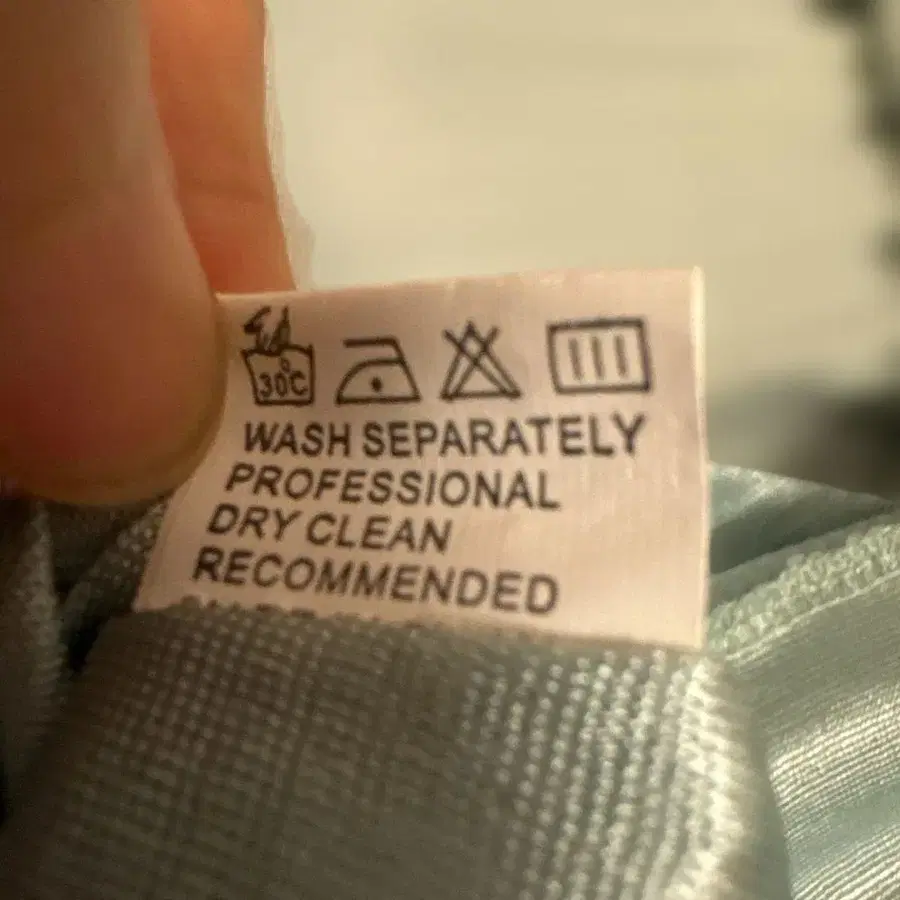 30°C
WASH SEPARATELY
PROFESSIONAL
DRY CLEAN
RECOMMENDED